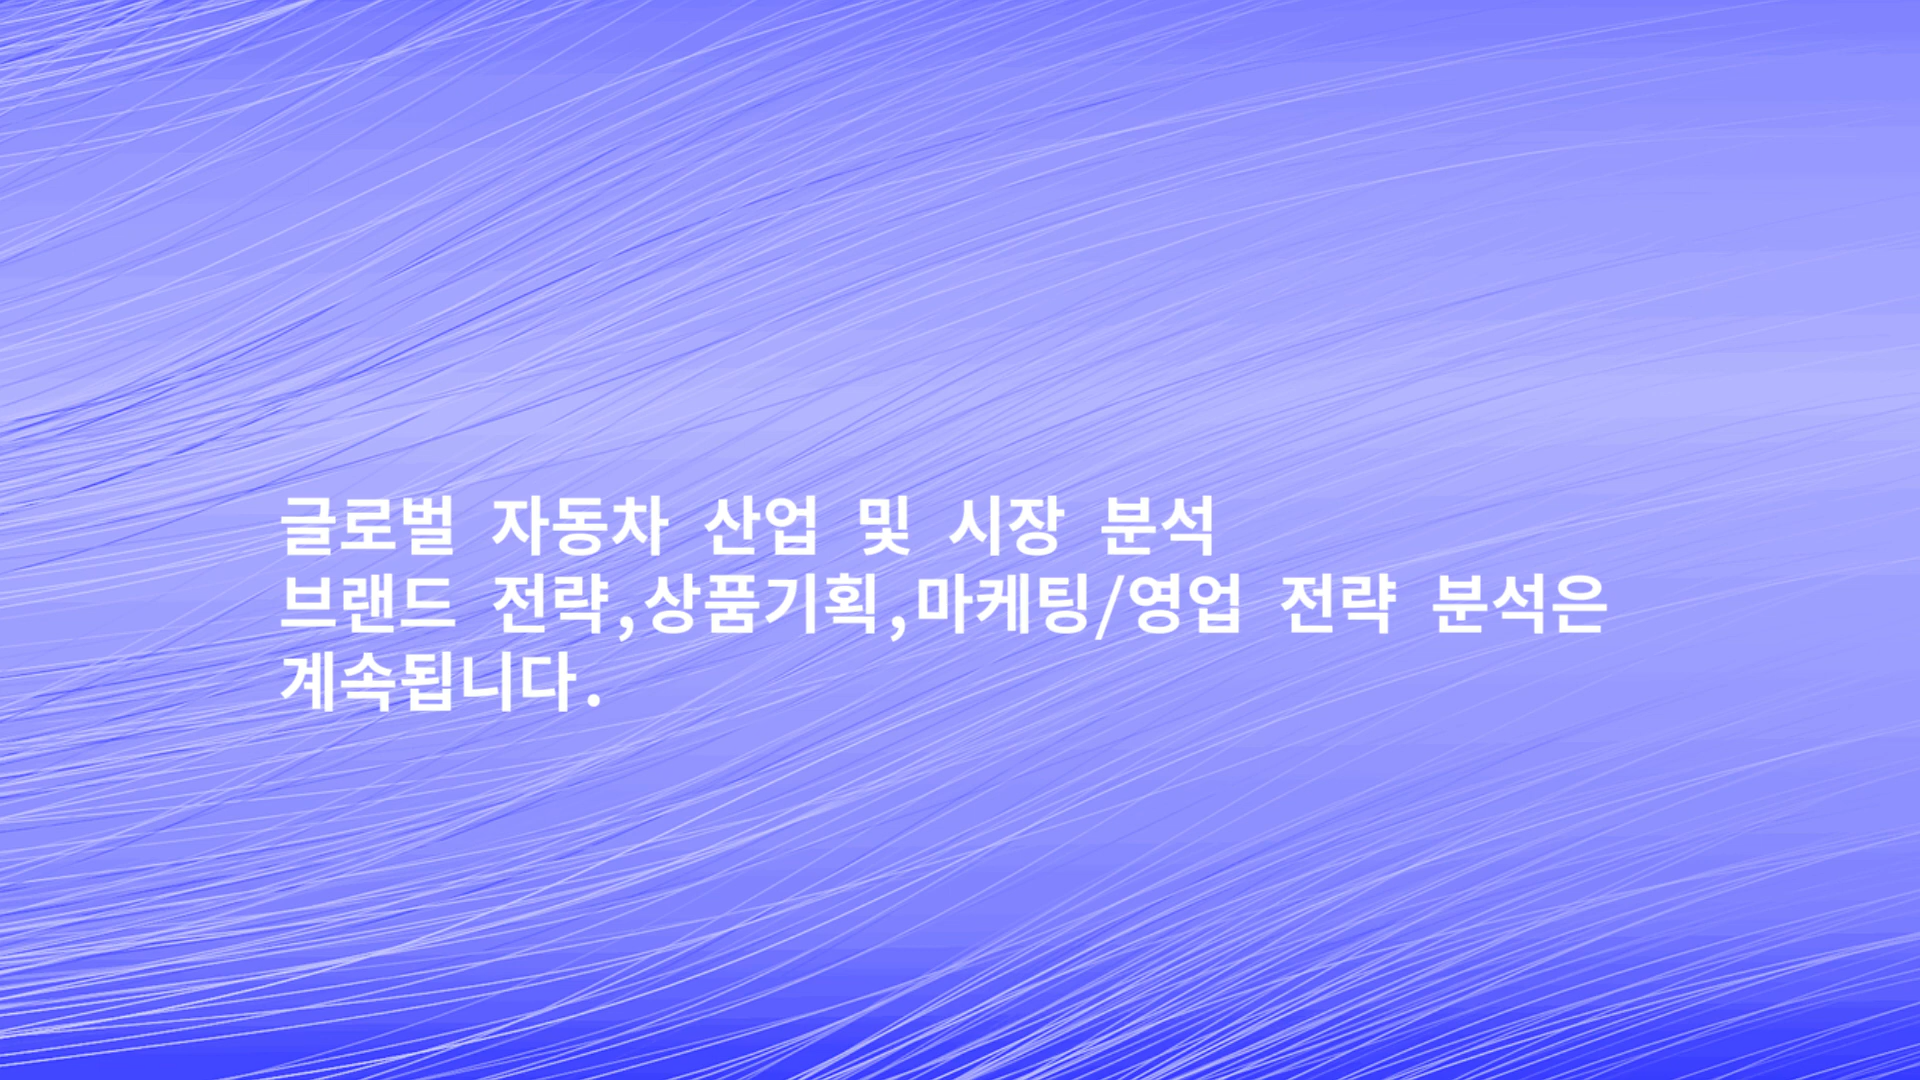 글로벌 자동차 산업 및 시장 분석
브랜드 전략,상품기획,마케팅/영업 전략 분석은
계속됩니다.